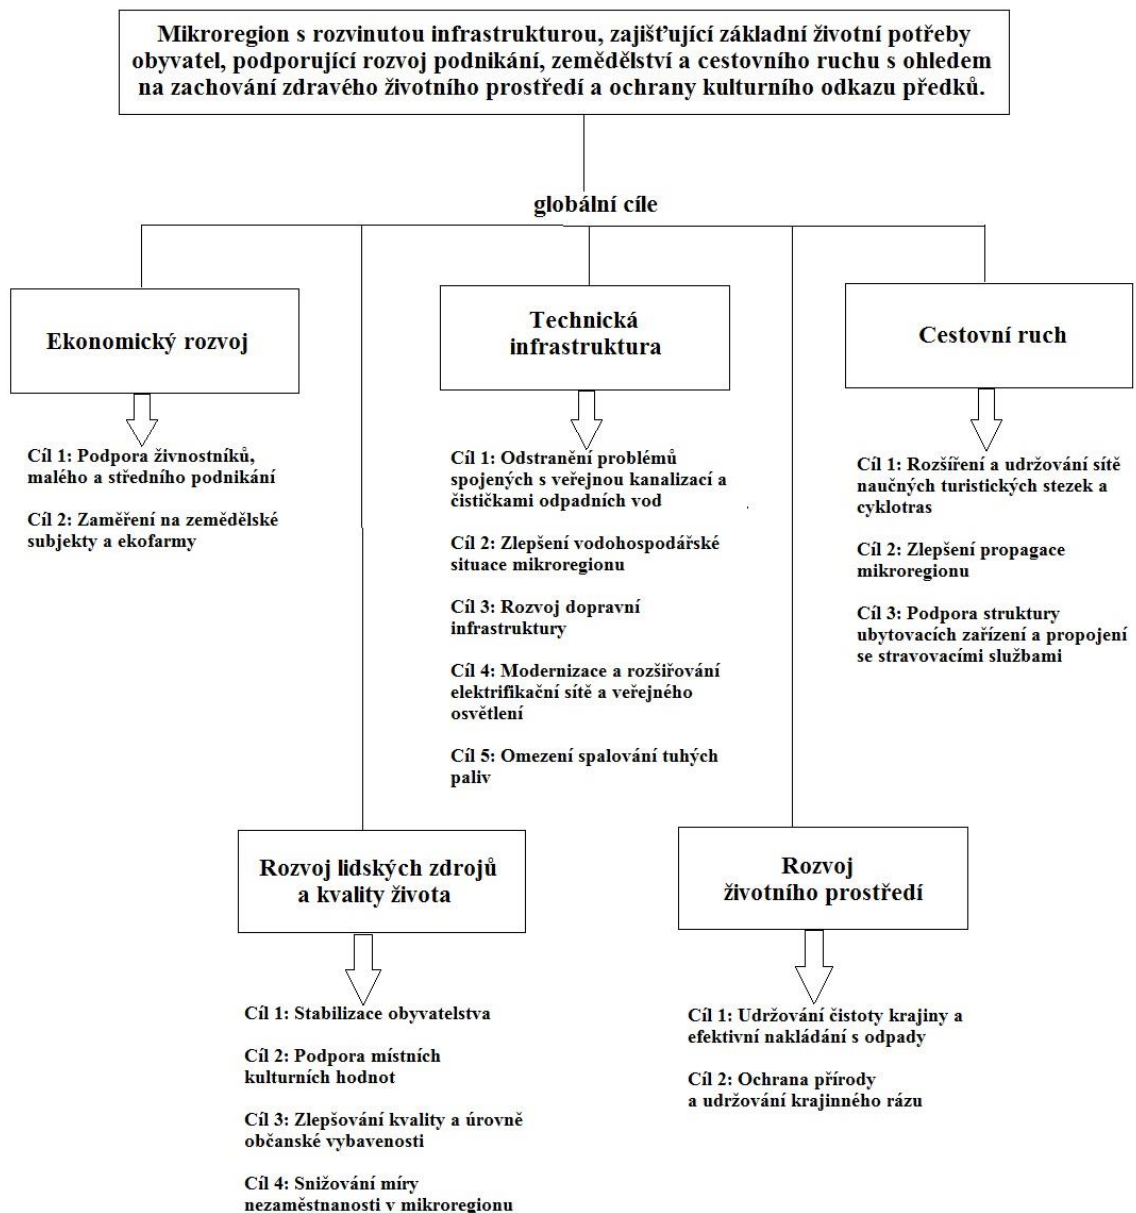 Mikroregion s rozvinutou infrastrukturou, zajišťující základní životní potřeby
obyvatel, podporující rozvoj podnikání, zemědělství a cestovního ruchu s ohledem
na zachování zdravého životního prostředí a ochrany kulturního odkazu předků.
globální cíle
Ekonomický rozvoj
Cíl 1: Podpora živnostníků,
malého a středního podnikání
Cíl 2: Zaměření na zemědělské
subjekty a ekofarmy
Technická
infrastruktura
Cíl 1: Odstranění problémů
spojených s veřejnou kanalizací a
čističkami odpadních vod
Cíl 2: Zlepšení vodohospodářské
situace mikroregionu
Cíl 3: Rozvoj dopravní
infrastruktury
Cíl 4: Modernizace a rozšiřování
elektrifikační sítě a veřejného
osvětlení
Cíl 5: Omezení spalování tuhých
paliv
Cestovní ruch
Cíl 1: Rozšíření a udržování sítě
naučných turistických stezek a
cyklotras
Cíl 2: Zlepšení propagace
mikroregionu
Cíl 3: Podpora struktury
ubytovacích zařízení a propojení
se stravovacími službami
Rozvoj lidských zdrojů
a kvality života
Cíl 1: Stabilizace obyvatelstva
Cíl 2: Podpora místních
kulturních hodnot
Cíl 3: Zlepšování kvality a úrovně
občanské vybavenosti
Cíl 4: Snižování míry
nezaměstnanosti v mikroregionu
Rozvoj
životního prostředí
Cíl 1: Udržování čistoty krajiny a
efektivní nakládání s odpady
Cíl 2: Ochrana přírody
a udržování krajinného rázu